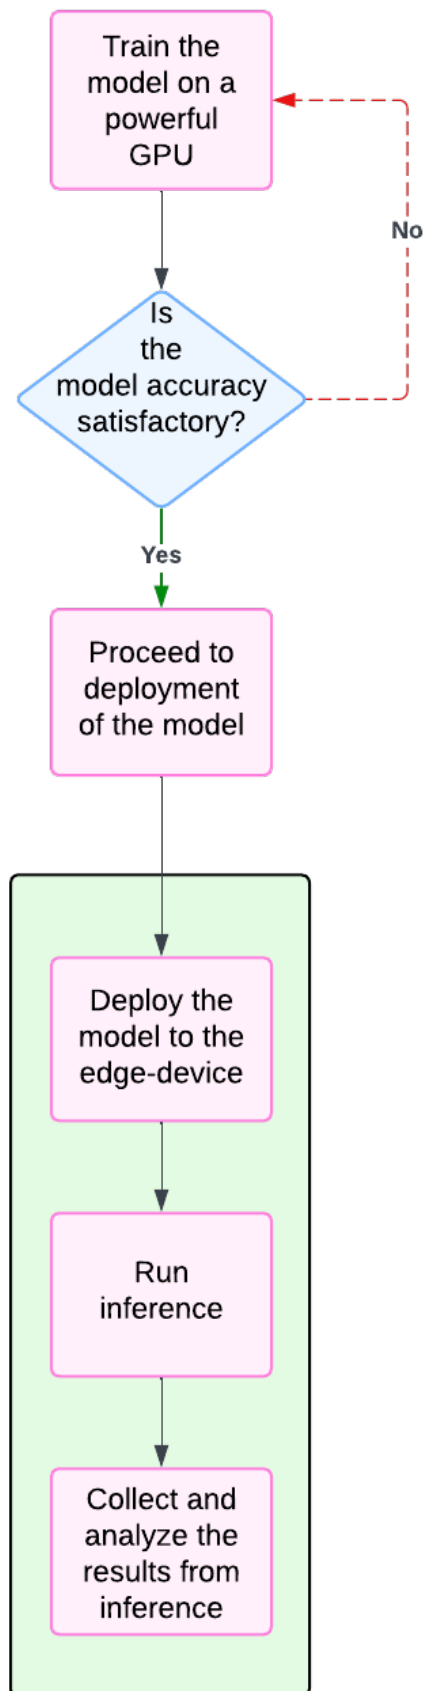 Train the
model on a
powerful
GPU
No
Is
the
model accuracy
satisfactory?
Yes
Proceed to
deployment
of the model
Deploy the
model to the
edge-device
Run
inference
Collect and
analyze the
results from
inference